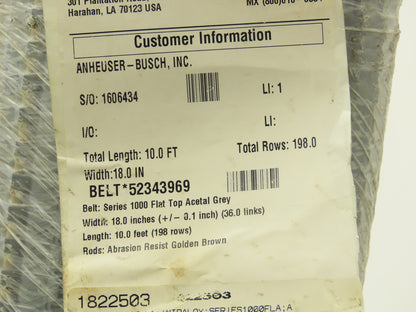 301 Plantation
Harahan, LA 70123 USA
MX
Customer Information
ANHEUSER-BUSCH, INC.
S/O: 1606434 LI: 1
I/O: LI:
Total Length: 10.0 FT Total Rows: 198.0
Width:18.0 IN
BELT*52343969
Belt: Series 1000 Flat Top Acetal Grey
Width: 18.0 inches (+/- 0.1 inch) (36.0 links)
Length: 10.0 feet (198 rows)
Rods: Abrasion Resist Golden Brown
1822503